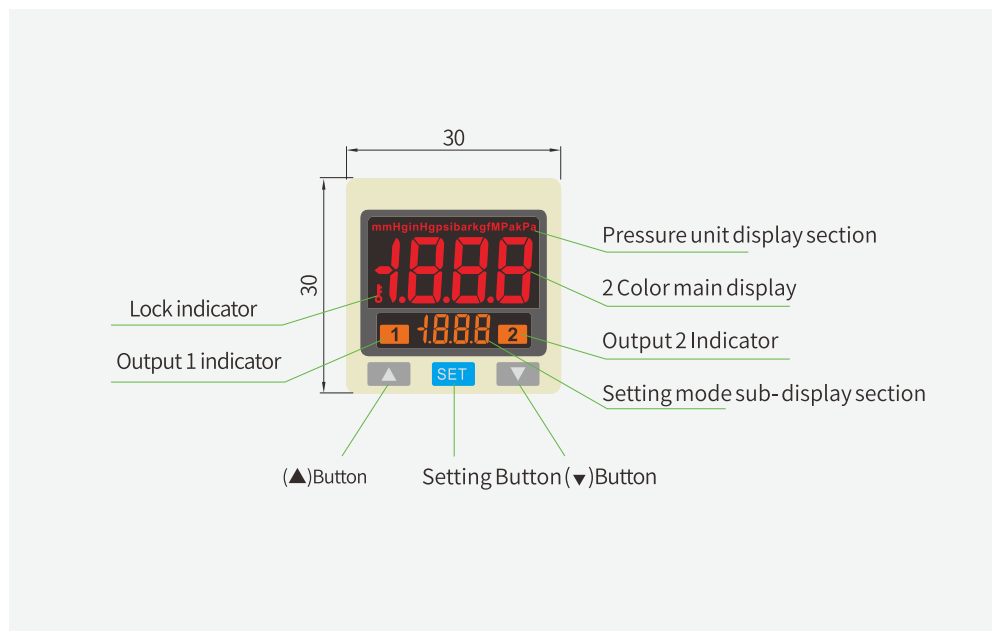 30
30
mmHginHgpsibarkgfMPakPa
-1.8.8.8
1
-1.8.8.8
2
SET
Lock indicator
Output 1 indicator
Pressure unit display section
2 Color main display
Output 2 Indicator
Setting mode sub-display section
(▲)Button
Setting Button
(▼)Button